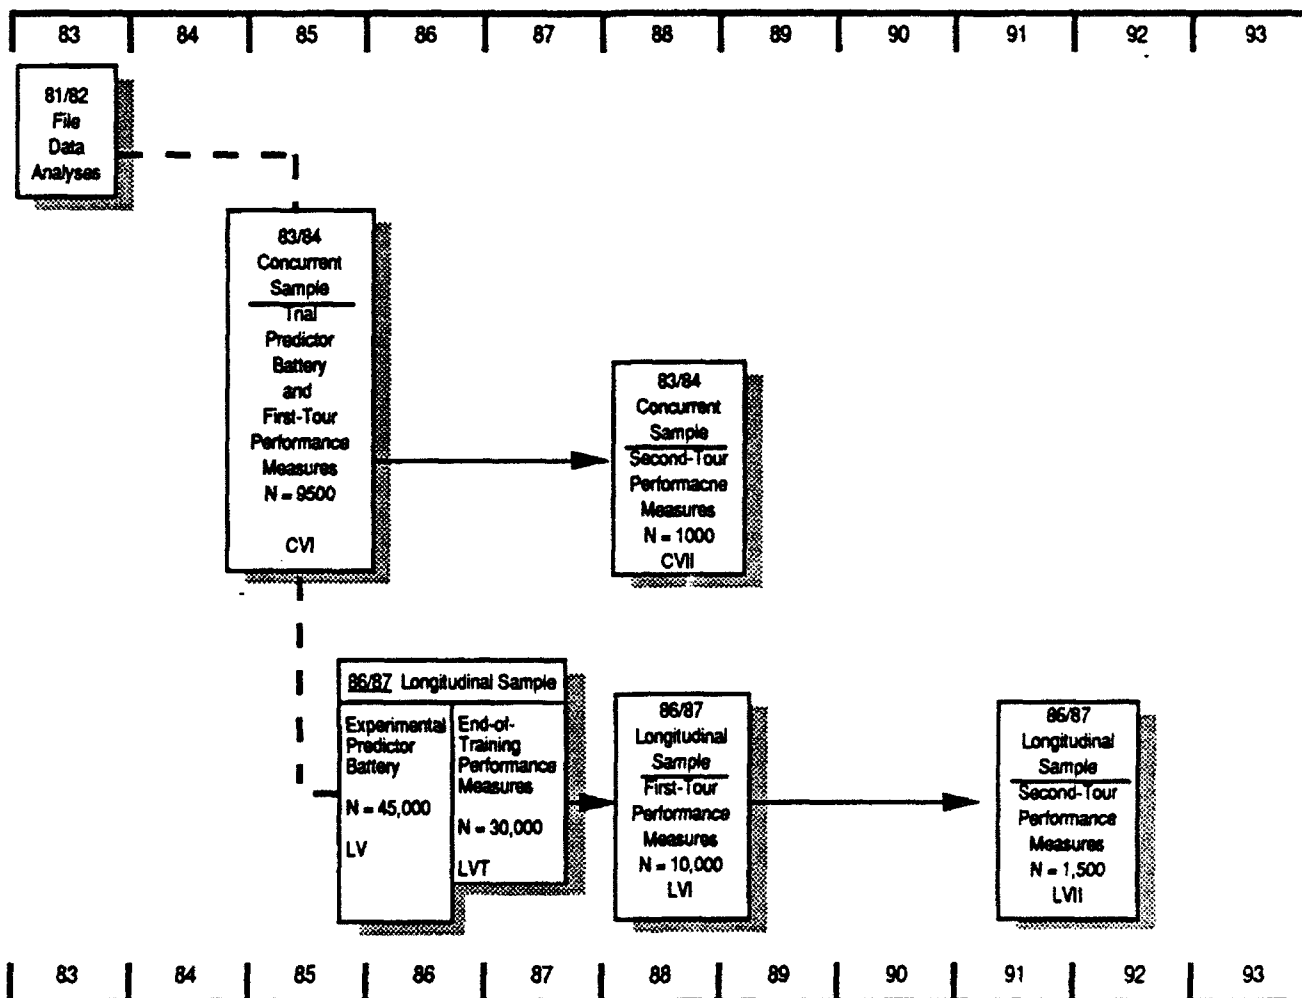 83 84 85 86 87 88 89 90 91 92 93
81/82
File
Data
Analyses
83/84
Concurrent
Sample
Trial
Predictor
Battery
and
First-Tour
Performance
Measures
N = 9500
CVI
83/84
Concurrent
Sample
Second-Tour
Performacne
Measures
N = 1000
CVII
86/87 Longitudinal Sample
Experimental
Predictor
Battery
N = 45,000
LV
End-of-
Training
Performance
Measures
N = 30,000
LVT
86/87
Longitudinal
Sample
First-Tour
Performance
Measures
N = 10,000
LVI
86/87
Longitudinal
Sample
Second-Tour
Performance
Measures
N = 1,500
LVII
83 84 85 86 87 88 89 90 91 92 93